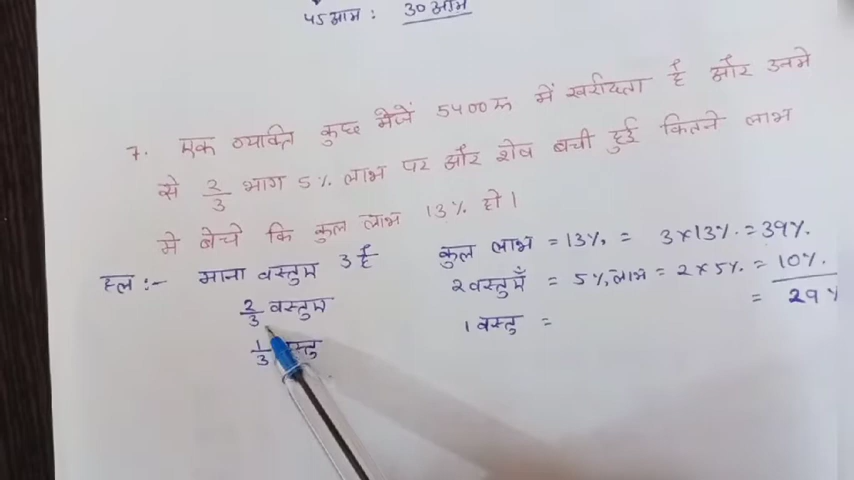 45 आम : 30 आम
7. एक व्यक्ति कुछ मेजें 5400 रू में खरीदता है और उनमे
से 2/3 भाग 5% लाभ पर और शेष बची हुई कितने लाभ
मे बेचे कि कुल लाभ 13% हो।
हल :- माना वस्तुएं 3 है
2/3 वस्तुएं
1/3 वस्तु
कुल लाभ = 13% = 3×13% = 39%
2 वस्तुएँ = 5% लाभ = 2×5% = 10%
= 29%
1 वस्तु =